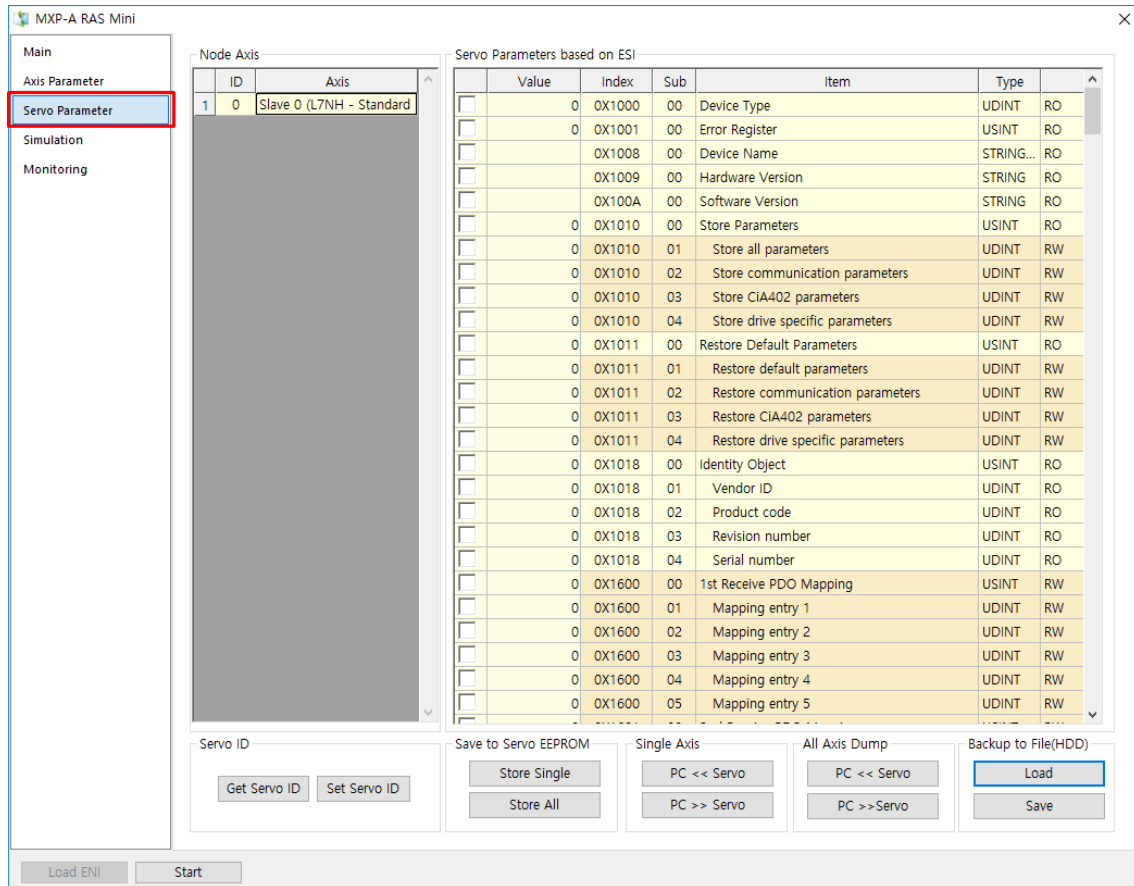 MXP-A RAS Mini
Main
Axis Parameter
Servo Parameter
Simulation
Monitoring
Node Axis
ID Axis
1 0 Slave 0 (L7NH - Standard
Servo Parameters based on ESI
Value Index Sub Item Type
0 0X1000 00 Device Type UDINT RO
0 0X1001 00 Error Register USINT RO
0X1008 00 Device Name STRING... RO
0X1009 00 Hardware Version STRING RO
0X100A 00 Software Version STRING RO
0 0X1010 00 Store Parameters USINT RO
0 0X1010 01 Store all parameters UDINT RW
0 0X1010 02 Store communication parameters UDINT RW
0 0X1010 03 Store CiA402 parameters UDINT RW
0 0X1010 04 Store drive specific parameters UDINT RW
0 0X1011 00 Restore Default Parameters USINT RO
0 0X1011 01 Restore default parameters UDINT RW
0 0X1011 02 Restore communication parameters UDINT RW
0 0X1011 03 Restore CiA402 parameters UDINT RW
0 0X1011 04 Restore drive specific parameters UDINT RW
0 0X1018 00 Identity Object USINT RO
0 0X1018 01 Vendor ID UDINT RO
0 0X1018 02 Product code UDINT RO
0 0X1018 03 Revision number UDINT RO
0 0X1018 04 Serial number UDINT RO
0 0X1600 00 1st Receive PDO Mapping USINT RW
0 0X1600 01 Mapping entry 1 UDINT RW
0 0X1600 02 Mapping entry 2 UDINT RW
0 0X1600 03 Mapping entry 3 UDINT RW
0 0X1600 04 Mapping entry 4 UDINT RW
0 0X1600 05 Mapping entry 5 UDINT RW
Servo ID
Get Servo ID Set Servo ID
Save to Servo EEPROM
Store Single
Store All
Single Axis
PC << Servo
PC >> Servo
All Axis Dump
PC << Servo
PC >>Servo
Backup to File(HDD)
Load
Save
Load ENI Start